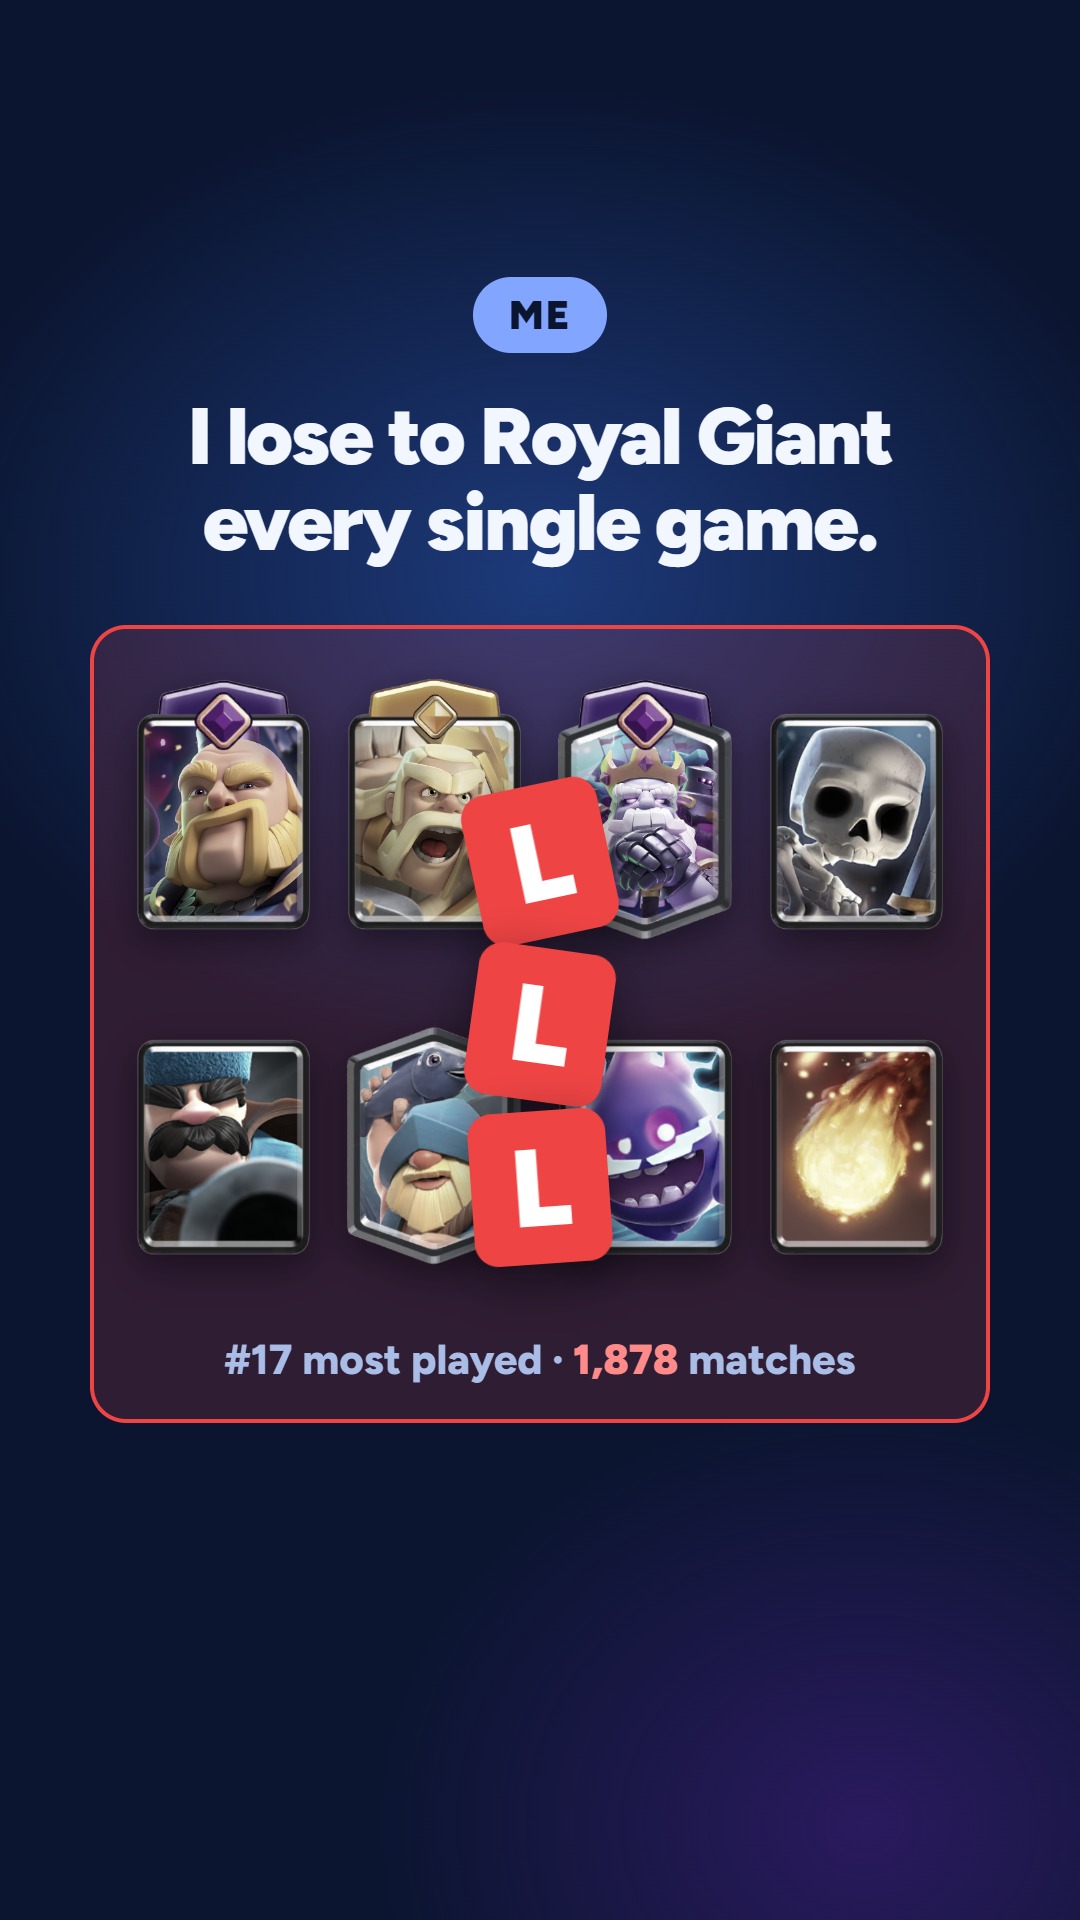 ME
I lose to Royal Giant
every single game.
L
L
L
#17 most played · 1,878 matches